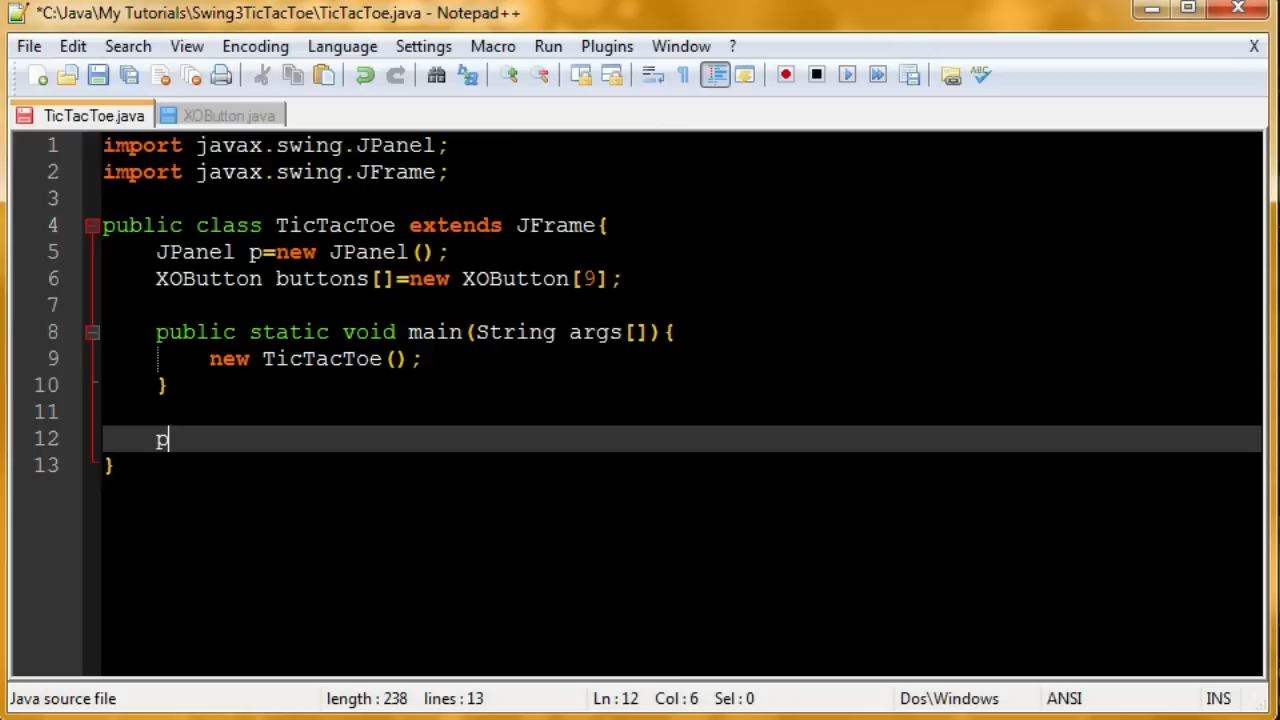 *C:\Java\My Tutorials\Swing3TicTacToe\TicTacToe.java - Notepad++
File Edit Search View Encoding Language Settings Macro Run Plugins Window ? X
ABC
TicTacToe.java XOButton.java
1 import javax.swing.JPanel;
2 import javax.swing.JFrame;
3
4 public class TicTacToe extends JFrame{
5 JPanel p=new JPanel();
6 XOButton buttons[]=new XOButton[9];
7
8 public static void main(String args[]){
9 new TicTacToe();
10 }
11
12 p
13 }
Java source file length : 238 lines : 13 Ln : 12 Col : 6 Sel : 0 Dos\Windows ANSI INS